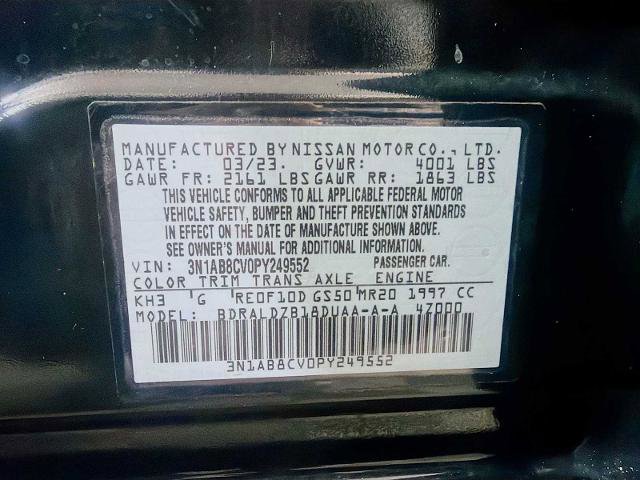 MANUFACTURED BY NISSAN MOTOR CO., LTD.
DATE: 03/23. GVWR: 4001 LBS
GAWR FR: 2161 LBS GAWR RR: 1863 LBS
THIS VEHICLE CONFORMS TO ALL APPLICABLE FEDERAL MOTOR
VEHICLE SAFETY, BUMPER AND THEFT PREVENTION STANDARDS
IN EFFECT ON THE DATE OF MANUFACTURE SHOWN ABOVE.
SEE OWNER'S MANUAL FOR ADDITIONAL INFORMATION.
VIN: 3N1AB8CV0PY249552 PASSENGER CAR.
COLOR TRIM TRANS AXLE ENGINE
KH3 G RE0F10D GS50 MR20 1997 CC
MODEL: BDRALDZB18DUAA-A-A 4Z000
3N1AB8CV0PY249552